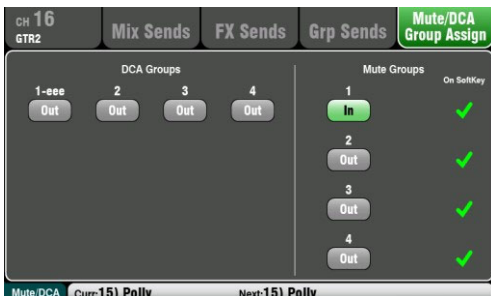 CH 16
GTR2
Mix Sends
FX Sends
Grp Sends
Mute/DCA
Group Assign
DCA Groups
Mute Groups
On SoftKey
1-eee 2 3 4
Out Out Out Out
1
In
2
Out
3
Out
4
Out
Mute/DCA Curr:15) Polly Next:15) Polly